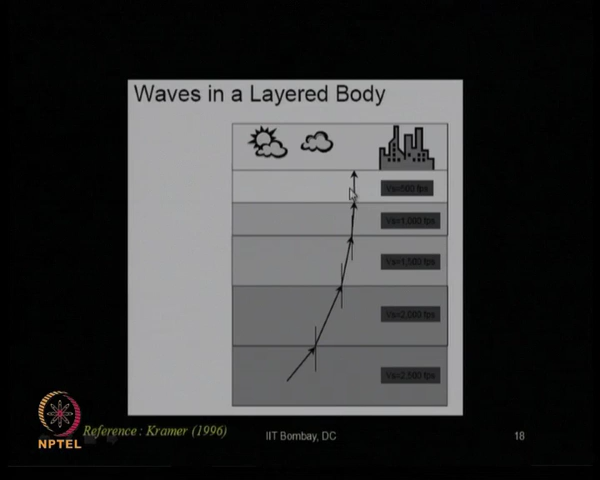 Waves in a Layered Body
Vs=500 fps
Vs=1,000 fps
Vs=1,500 fps
Vs=2,000 fps
Vs=2,500 fps
NPTEL
Reference : Kramer (1996)
IIT Bombay, DC
18